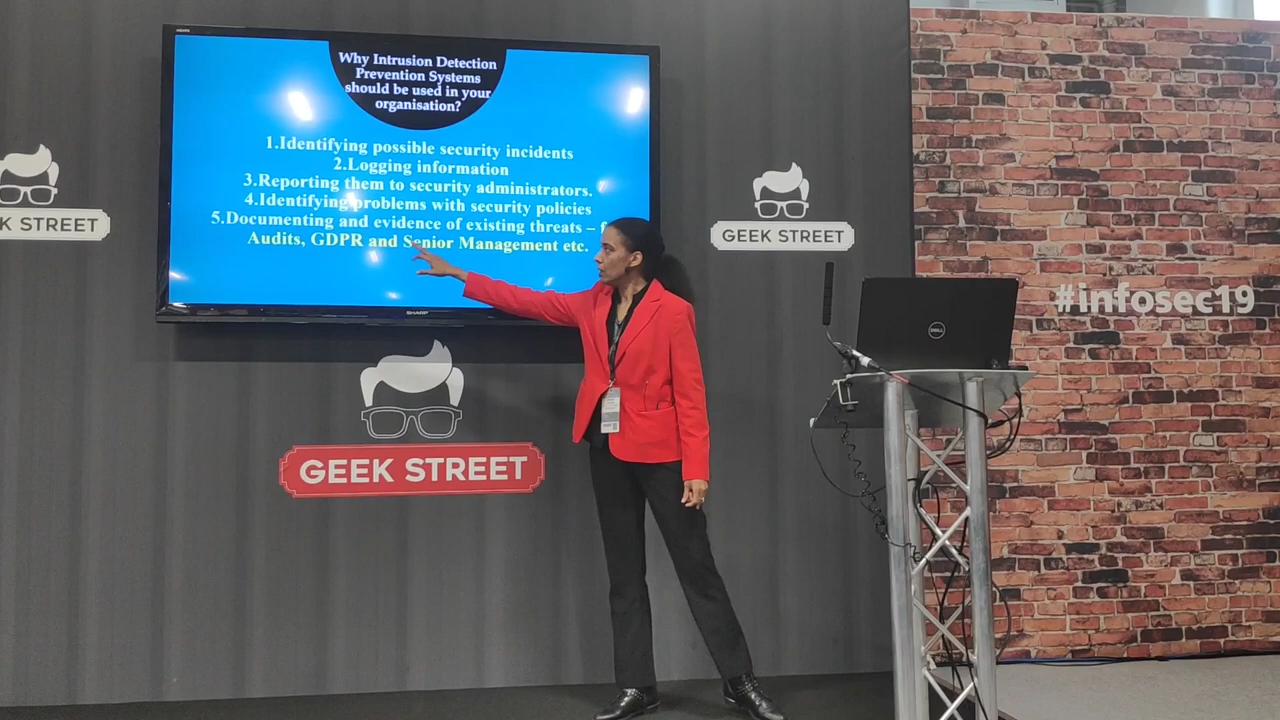 Why Intrusion Detection
Prevention Systems
should be used in your
organisation?
1.Identifying possible security incidents
2.Logging information
3.Reporting them to security administrators.
4.Identifying problems with security policies
5.Documenting and evidence of existing threats –
Audits, GDPR and Senior Management etc.
SHARP
K STREET
GEEK STREET
GEEK STREET
#infosec19
DELL